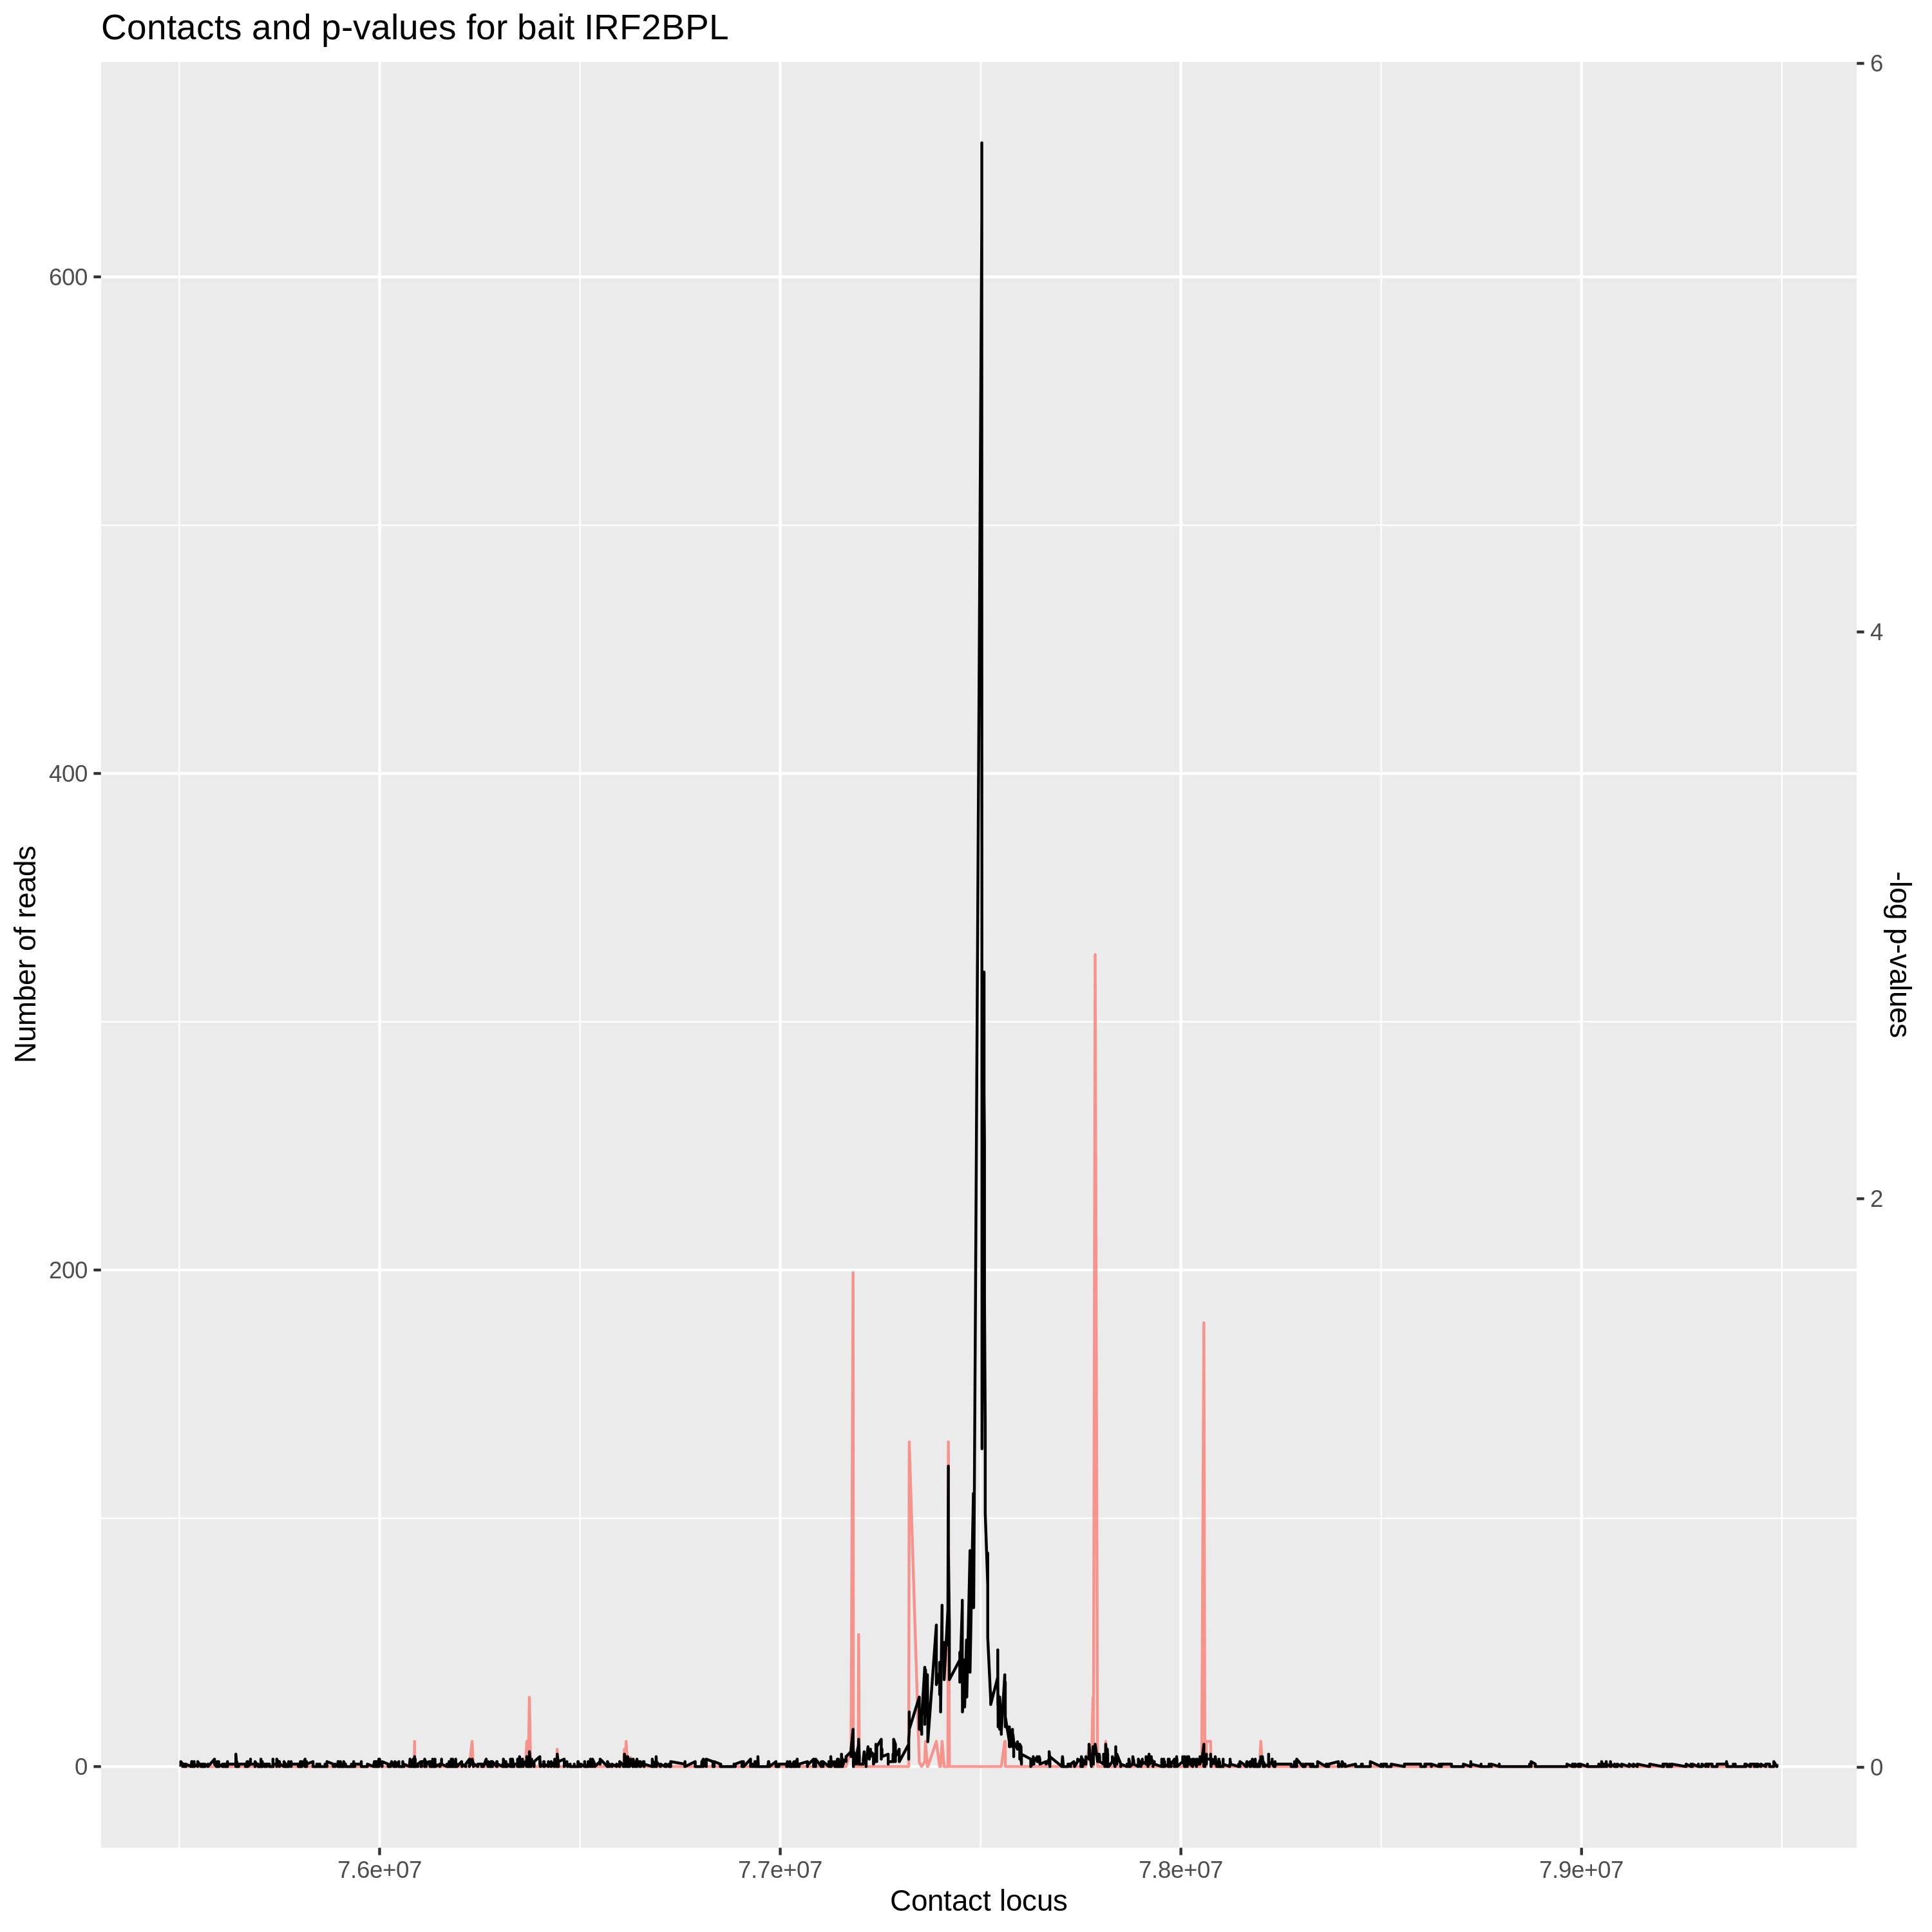 Contacts and p-values for bait IRF2BPL
6
600
4
400
Number of reads
-log p-values
2
200
0
0
7.6e+07
7.7e+07
7.8e+07
7.9e+07
Contact locus